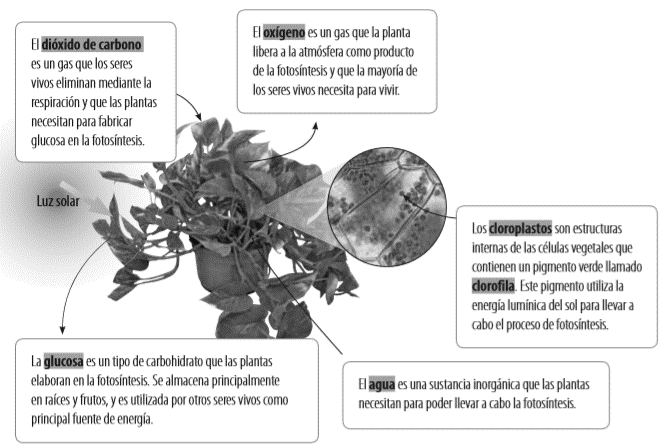 El dióxido de carbono
es un gas que los seres
vivos eliminan mediante la
respiración y que las plantas
necesitan para fabricar
glucosa en la fotosíntesis.
El oxígeno es un gas que la planta
libera a la atmósfera como producto
de la fotosíntesis y que la mayoría de
los seres vivos necesita para vivir.
Luz solar
Los cloroplastos son estructuras
internas de las células vegetales que
contienen un pigmento verde llamado
clorofila. Este pigmento utiliza la
energía lumínica del sol para llevar a
cabo el proceso de fotosíntesis.
La glucosa es un tipo de carbohidrato que las plantas
elaboran en la fotosíntesis. Se almacena principalmente
en raíces y frutos, y es utilizada por otros seres vivos como
principal fuente de energía.
El agua es una sustancia inorgánica que las plantas
necesitan para poder llevar a cabo la fotosíntesis.